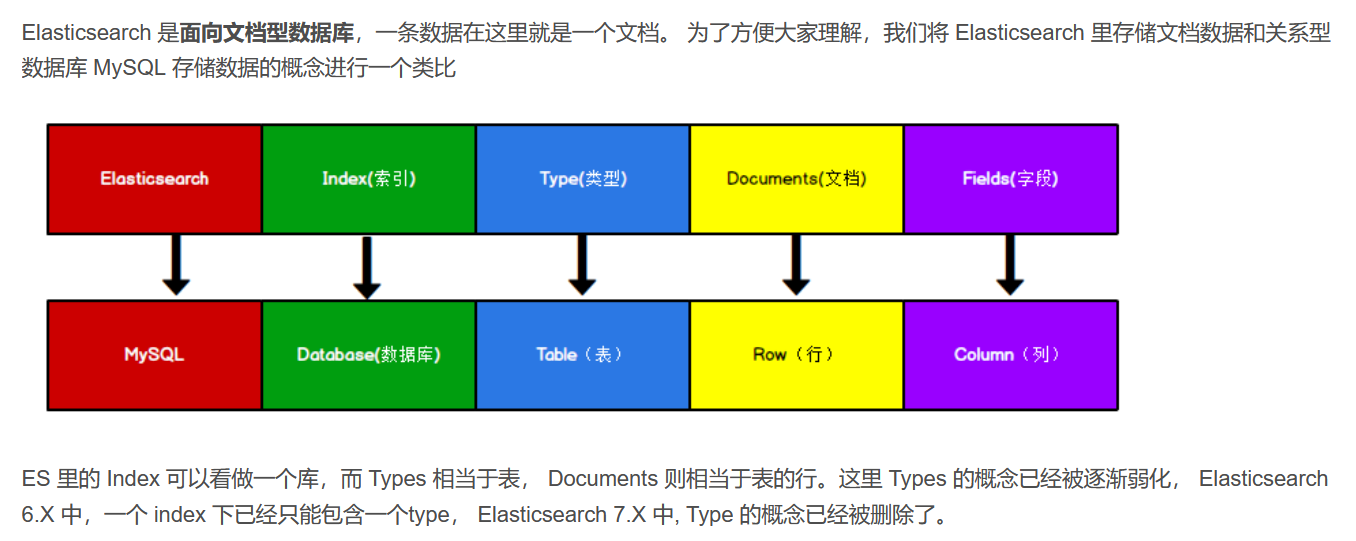 Elasticsearch 是面向文档型数据库，一条数据在这里就是一个文档。 为了方便大家理解，我们将 Elasticsearch 里存储文档数据和关系型
数据库 MySQL 存储数据的概念进行一个类比
Elasticsearch Index(索引) Type(类型) Documents(文档) Fields(字段)
MySQL Database(数据库) Table（表） Row（行） Column（列）
ES 里的 Index 可以看做一个库，而 Types 相当于表， Documents 则相当于表的行。这里 Types 的概念已经被逐渐弱化， Elasticsearch
6.X 中，一个 index 下已经只能包含一个type， Elasticsearch 7.X 中, Type 的概念已经被删除了。